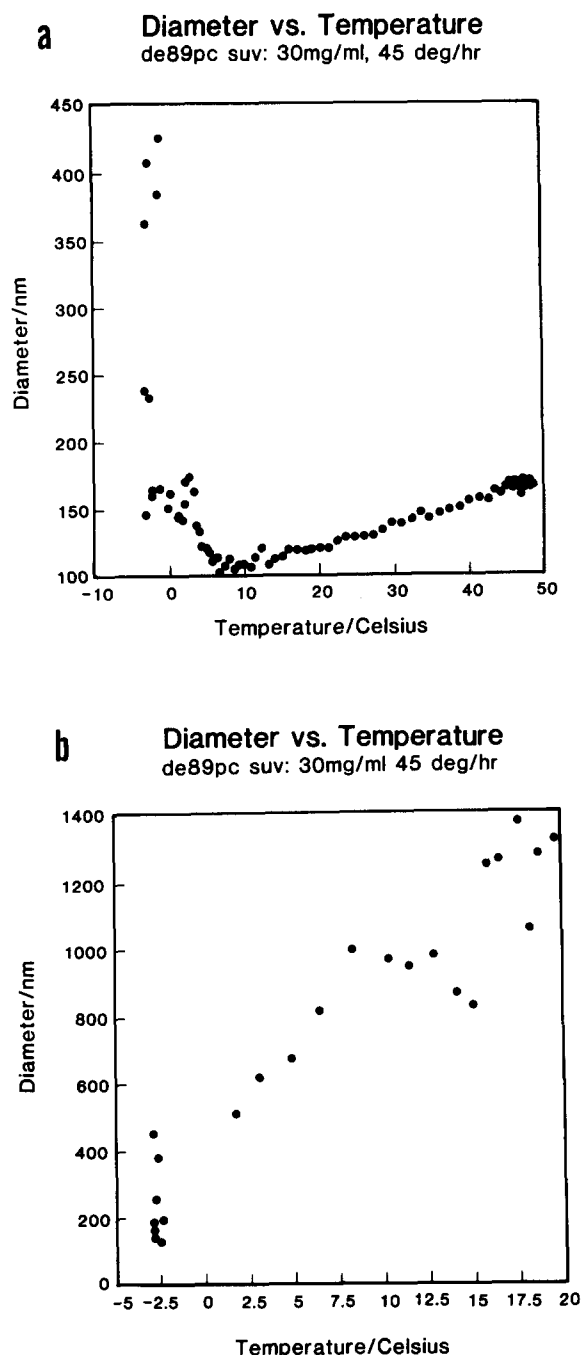 a
Diameter vs. Temperature
de89pc suv: 30mg/ml, 45 deg/hr
450
400
350
300
250
200
150
100
Diameter/nm
-10 0 10 20 30 40 50
Temperature/Celsius
b
Diameter vs. Temperature
de89pc suv: 30mg/ml 45 deg/hr
1400
1200
1000
800
600
400
200
0
Diameter/nm
-5 -2.5 0 2.5 5 7.5 10 12.5 15 17.5 20
Temperature/Celsius